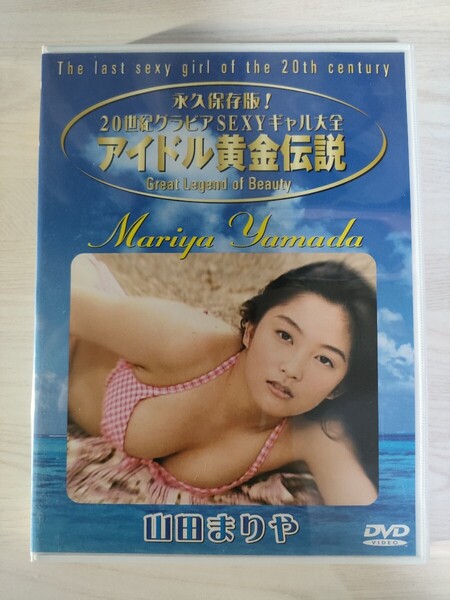 The last sexy girl of the 20th century
永久保存版！
20世紀グラビアSEXYギャル大全
アイドル黄金伝説
Great Legend of Beauty
Mariya Yamada
山田まりや
DVD
VIDEO